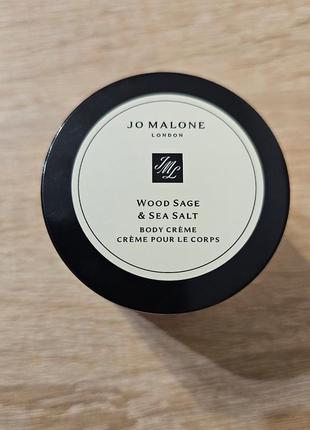 JO MALONE
LONDON
JML
WOOD SAGE
& SEA SALT
BODY CRÈME
CRÈME POUR LE CORPS